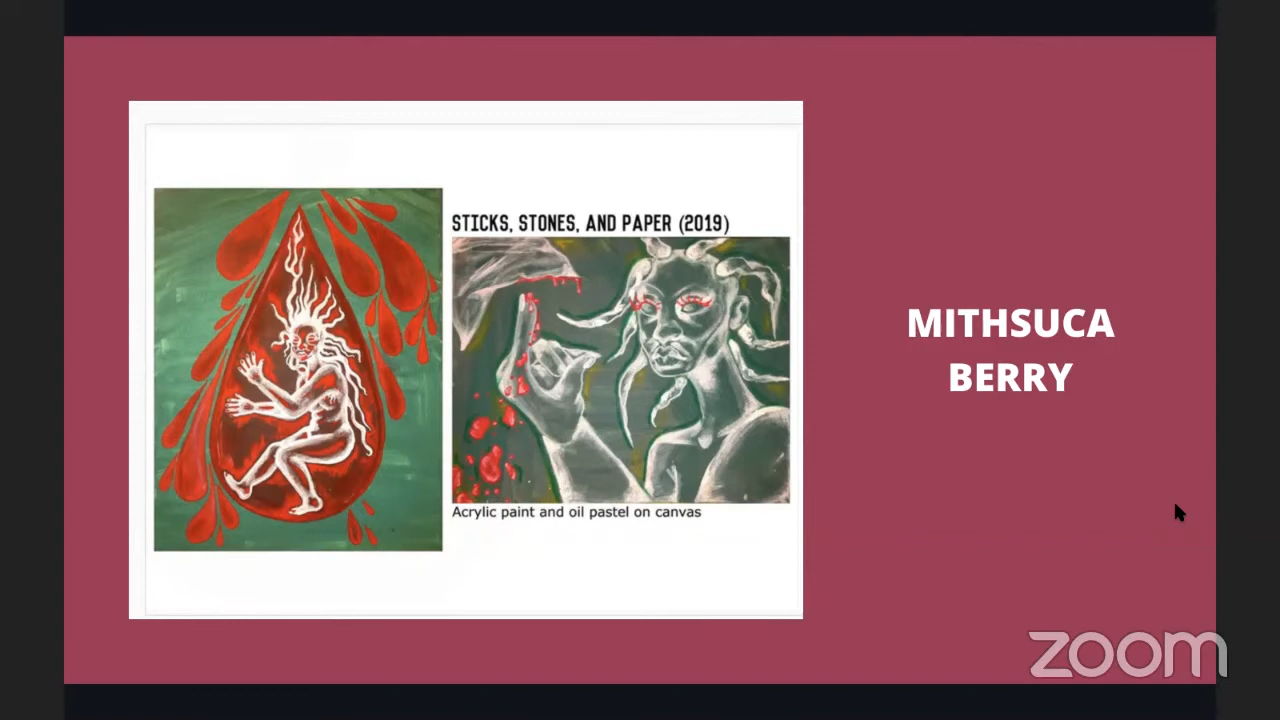 STICKS, STONES, AND PAPER (2019)
Acrylic paint and oil pastel on canvas
MITHSUCA
BERRY
zoom